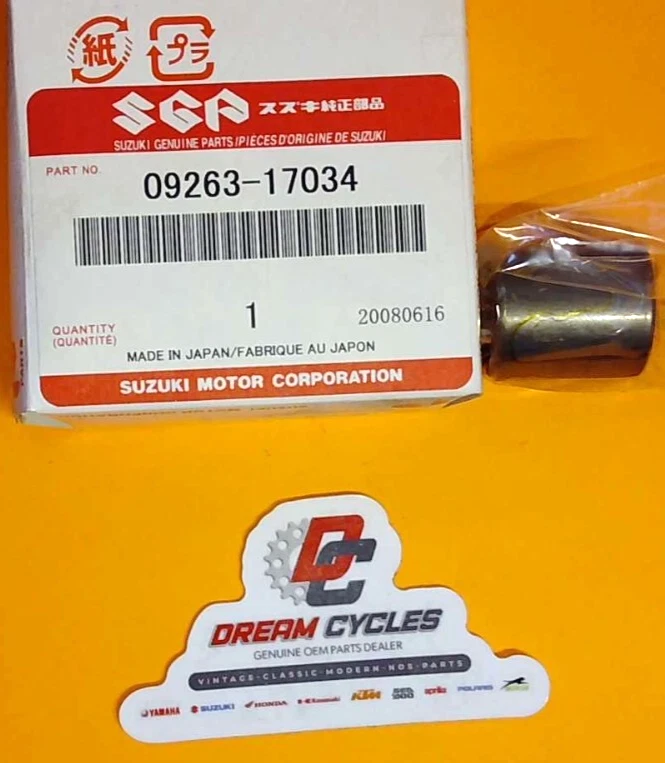 紙 プラ
SGP スズキ純正部品
SUZUKI GENUINE PARTS/PIÈCES D'ORIGINE DE SUZUKI
PART NO.
09263-17034
QUANTITY
(QUANTITÉ)
1
20080616
MADE IN JAPAN/FABRIQUE AU JAPON
SUZUKI MOTOR CORPORATION
PARTS
DC
DREAM CYCLES
GENUINE OEM PARTS DEALER
VINTAGE-CLASSIC-MODERN-NOS-PARTS
YAMAHA SUZUKI HONDA Kawasaki KTM aprilia POLARIS